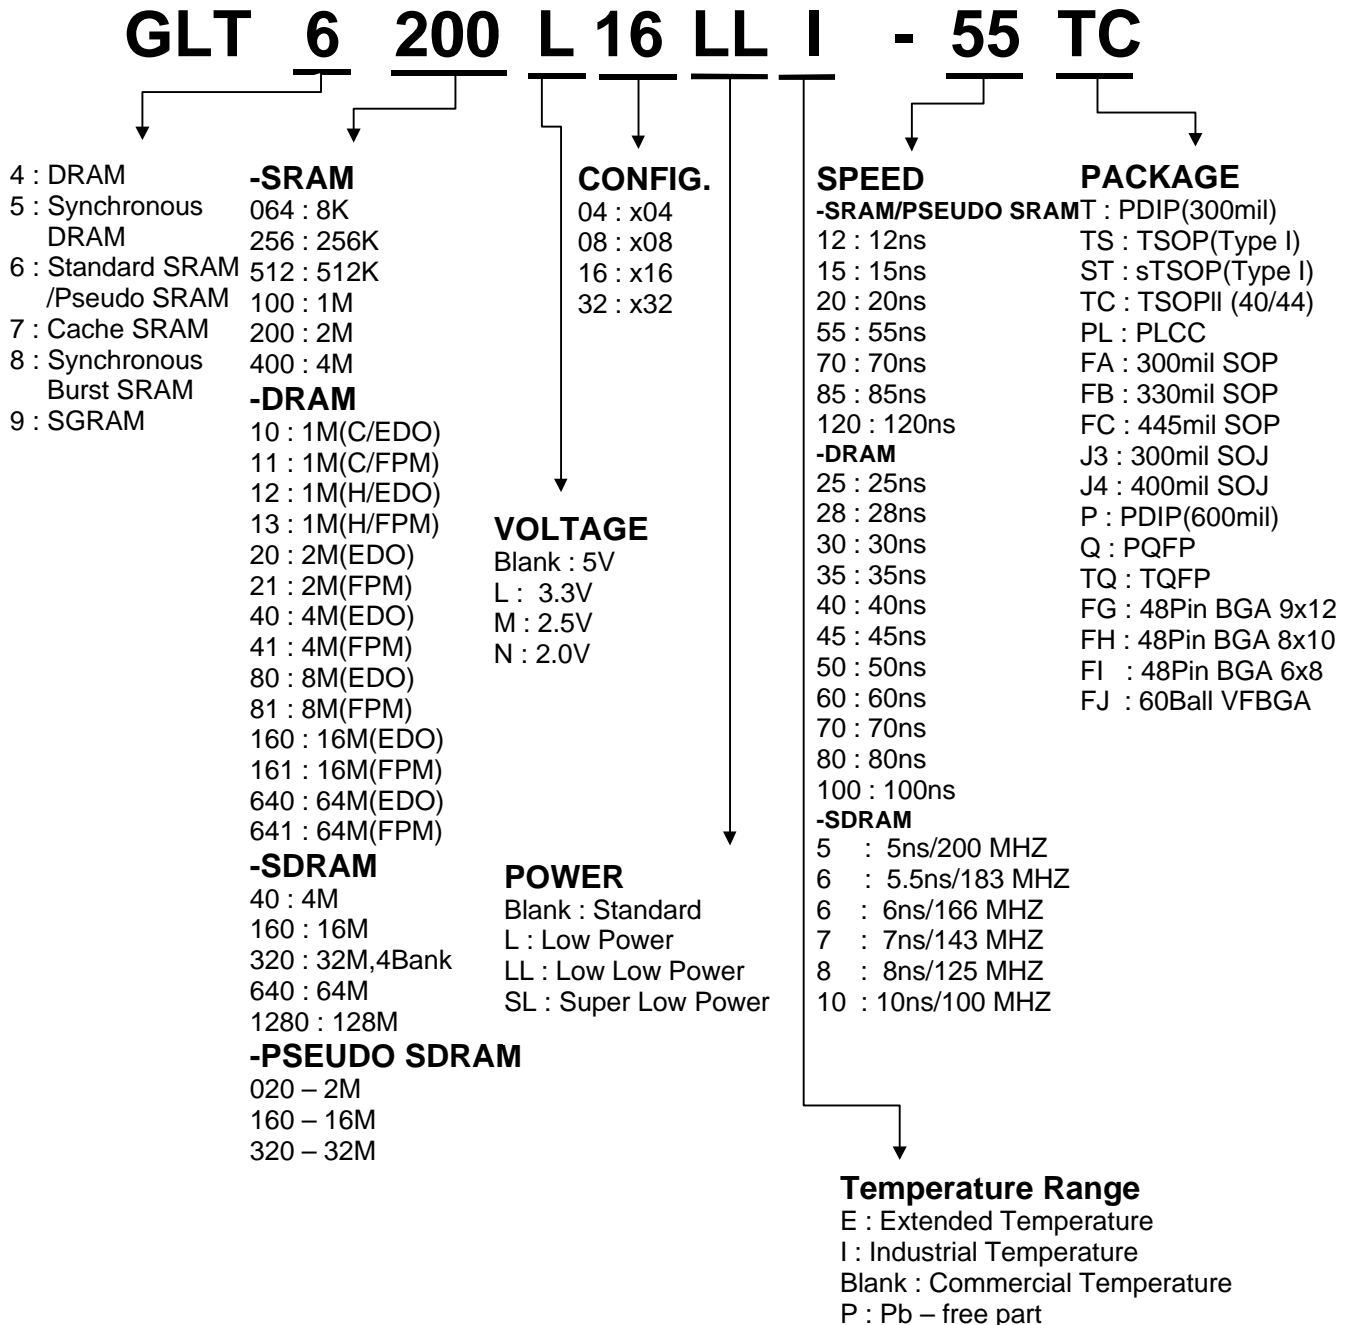 GLT 6 200 L 16 LL I - 55 TC
4 : DRAM
5 : Synchronous
DRAM
6 : Standard SRAM
/Pseudo SRAM
7 : Cache SRAM
8 : Synchronous
Burst SRAM
9 : SGRAM
-SRAM
064 : 8K
256 : 256K
512 : 512K
100 : 1M
200 : 2M
400 : 4M
-DRAM
10 : 1M(C/EDO)
11 : 1M(C/FPM)
12 : 1M(H/EDO)
13 : 1M(H/FPM)
20 : 2M(EDO)
21 : 2M(FPM)
40 : 4M(EDO)
41 : 4M(FPM)
80 : 8M(EDO)
81 : 8M(FPM)
160 : 16M(EDO)
161 : 16M(FPM)
640 : 64M(EDO)
641 : 64M(FPM)
-SDRAM
40 : 4M
160 : 16M
320 : 32M,4Bank
640 : 64M
1280 : 128M
-PSEUDO SDRAM
020 – 2M
160 – 16M
320 – 32M
VOLTAGE
Blank : 5V
L : 3.3V
M : 2.5V
N : 2.0V
CONFIG.
04 : x04
08 : x08
16 : x16
32 : x32
POWER
Blank : Standard
L : Low Power
LL : Low Low Power
SL : Super Low Power
SPEED
-SRAM/PSEUDO SRAM
12 : 12ns
15 : 15ns
20 : 20ns
55 : 55ns
70 : 70ns
85 : 85ns
120 : 120ns
-DRAM
25 : 25ns
28 : 28ns
30 : 30ns
35 : 35ns
40 : 40ns
45 : 45ns
50 : 50ns
60 : 60ns
70 : 70ns
80 : 80ns
100 : 100ns
-SDRAM
5 : 5ns/200 MHZ
6 : 5.5ns/183 MHZ
6 : 6ns/166 MHZ
7 : 7ns/143 MHZ
8 : 8ns/125 MHZ
10 : 10ns/100 MHZ
PACKAGE
T : PDIP(300mil)
TS : TSOP(Type I)
ST : sTSOP(Type I)
TC : TSOPII (40/44)
PL : PLCC
FA : 300mil SOP
FB : 330mil SOP
FC : 445mil SOP
J3 : 300mil SOJ
J4 : 400mil SOJ
P : PDIP(600mil)
Q : PQFP
TQ : TQFP
FG : 48Pin BGA 9x12
FH : 48Pin BGA 8x10
FI : 48Pin BGA 6x8
FJ : 60Ball VFBGA
Temperature Range
E : Extended Temperature
I : Industrial Temperature
Blank : Commercial Temperature
P : Pb – free part